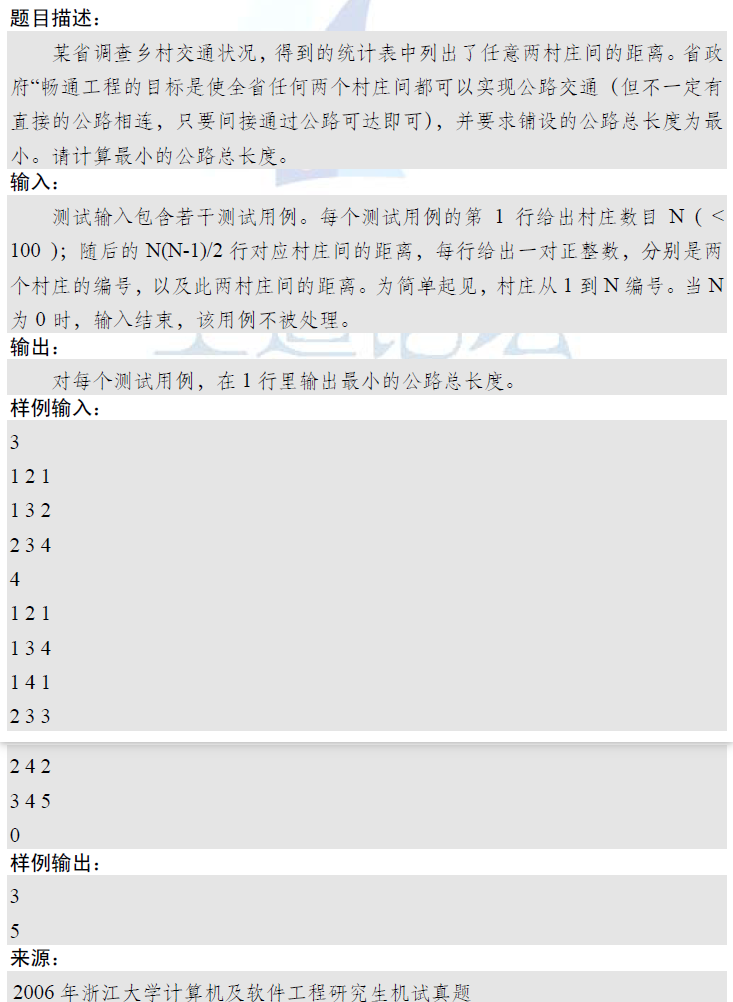 题目描述：
某省调查乡村交通状况，得到的统计表中列出了任意两村庄间的距离。省政
府“畅通工程的目标是使全省任何两个村庄间都可以实现公路交通（但不一定有
直接的公路相连，只要间接通过公路可达即可），并要求铺设的公路总长度为最
小。请计算最小的公路总长度。
输入：
测试输入包含若干测试用例。每个测试用例的第 1 行给出村庄数目 N ( <
100 )；随后的 N(N-1)/2 行对应村庄间的距离，每行给出一对正整数，分别是两
个村庄的编号，以及此两村庄间的距离。为简单起见，村庄从 1 到 N 编号。当 N
为 0 时，输入结束，该用例不被处理。
输出：
对每个测试用例，在 1 行里输出最小的公路总长度。
样例输入：
3
1 2 1
1 3 2
2 3 4
4
1 2 1
1 3 4
1 4 1
2 3 3
2 4 2
3 4 5
0
样例输出：
3
5
来源：
2006 年浙江大学计算机及软件工程研究生机试真题